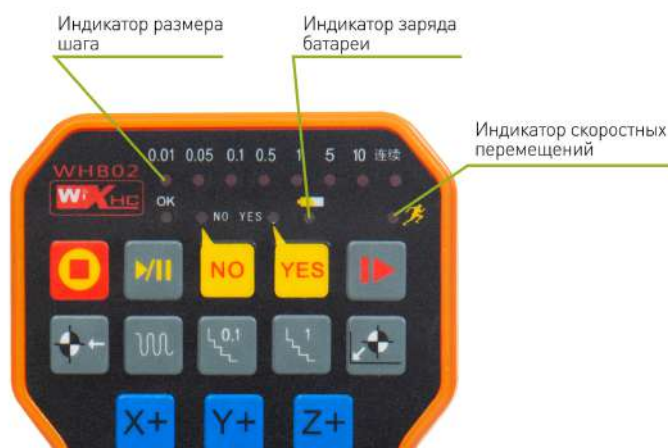 Индикатор размера
шага
Индикатор заряда
батареи
Индикатор скоростных
перемещений
0.01 0.05 0.1 0.5 1 5 10 连续
WHB02
WiXHC
OK
NO YES
NO
YES
0.1
1
X+
Y+
Z+